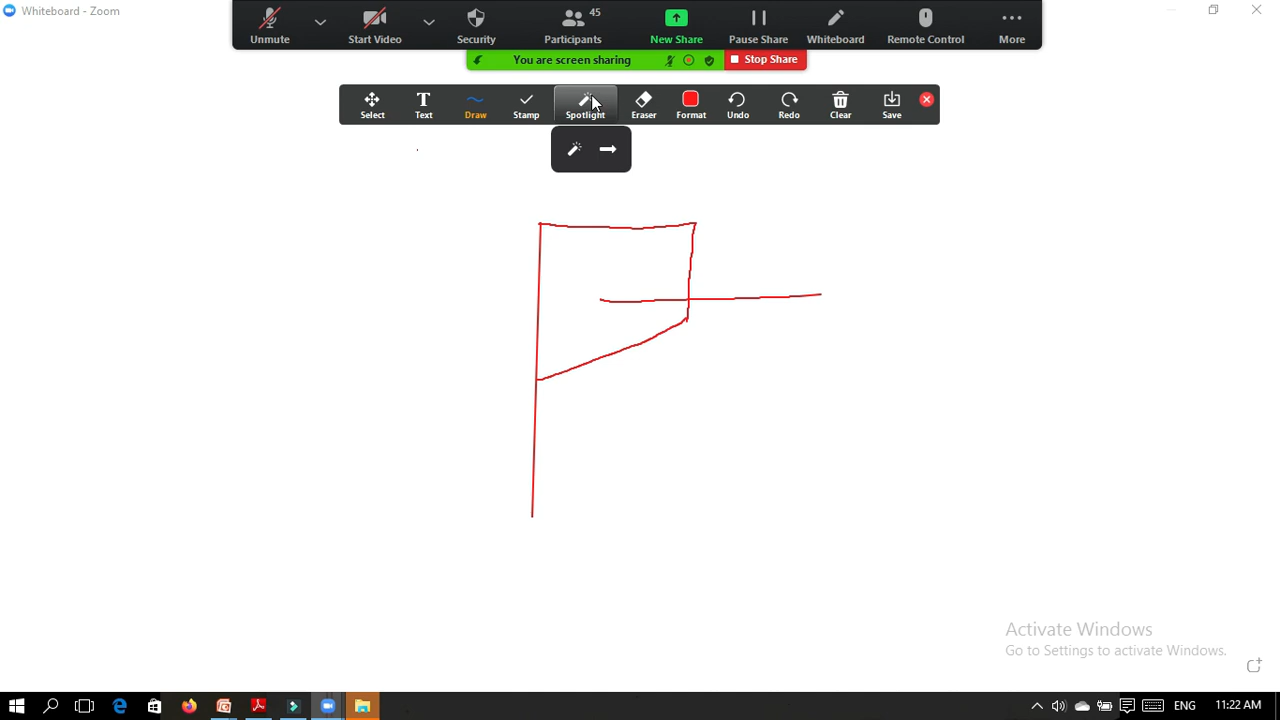 Whiteboard - Zoom
45
Unmute Start Video Security Participants New Share Pause Share Whiteboard Remote Control More
You are screen sharing Stop Share
Select Text Draw Stamp Spotlight Eraser Format Undo Redo Clear Save
Activate Windows
Go to Settings to activate Windows.
ENG 11:22 AM